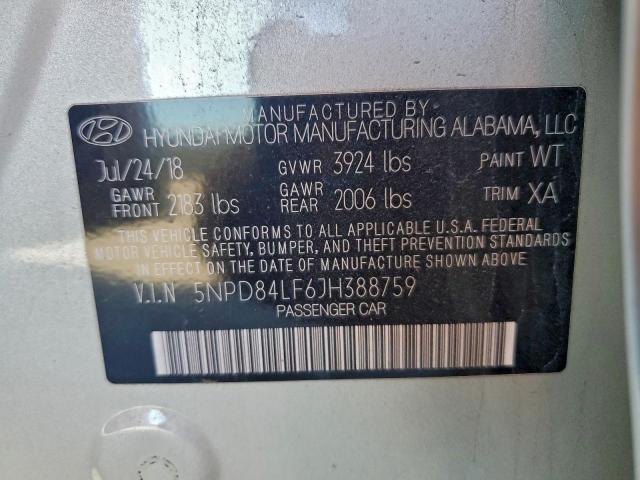 MANUFACTURED BY
HYUNDAI MOTOR MANUFACTURING ALABAMA, LLC
Jul/24/18 GVWR 3924 lbs PAINT WT
GAWR FRONT 2183 lbs GAWR REAR 2006 lbs TRIM XA
THIS VEHICLE CONFORMS TO ALL APPLICABLE U.S.A. FEDERAL
MOTOR VEHICLE SAFETY, BUMPER, AND THEFT PREVENTION STANDARDS
IN EFFECT ON THE DATE OF MANUFACTURE SHOWN ABOVE.
V.I.N 5NPD84LF6JH388759
PASSENGER CAR